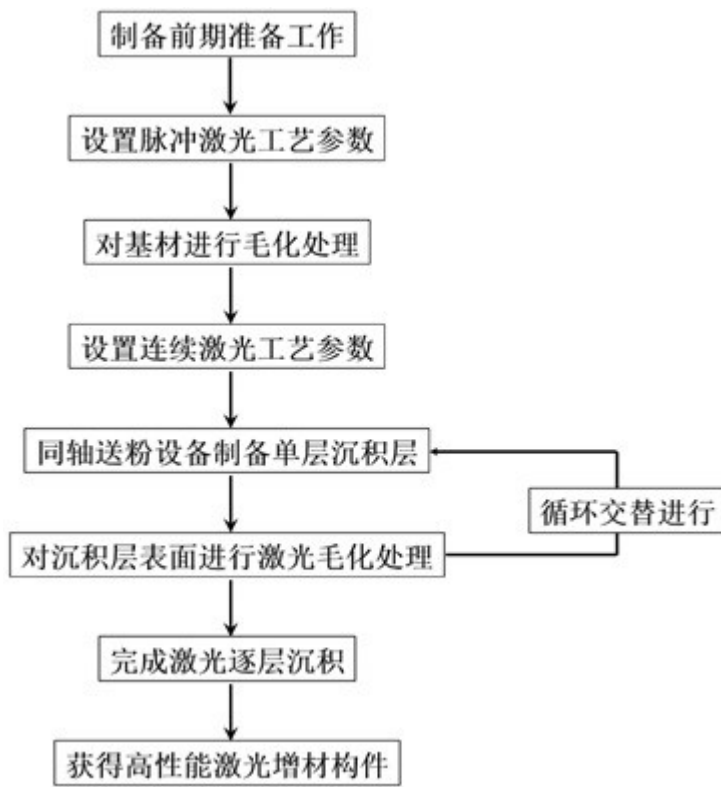 制备前期准备工作
设置脉冲激光工艺参数
对基材进行毛化处理
设置连续激光工艺参数
同轴送粉设备制备单层沉积层
循环交替进行
对沉积层表面进行激光毛化处理
完成激光逐层沉积
获得高性能激光增材构件